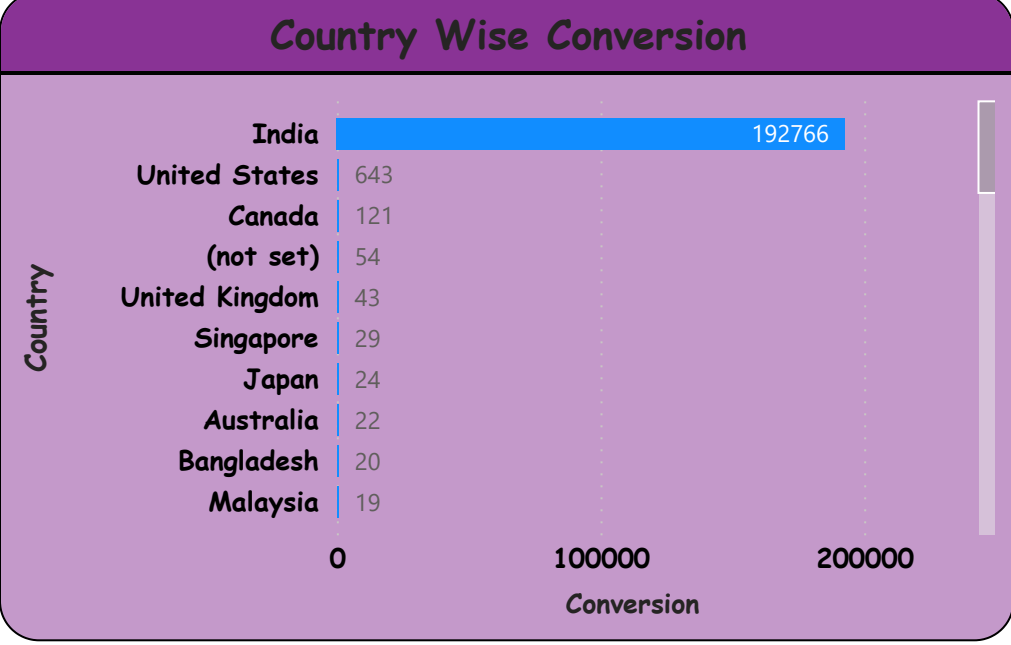 Country Wise Conversion
Country
India 192766
United States 643
Canada 121
(not set) 54
United Kingdom 43
Singapore 29
Japan 24
Australia 22
Bangladesh 20
Malaysia 19
0 100000 200000
Conversion